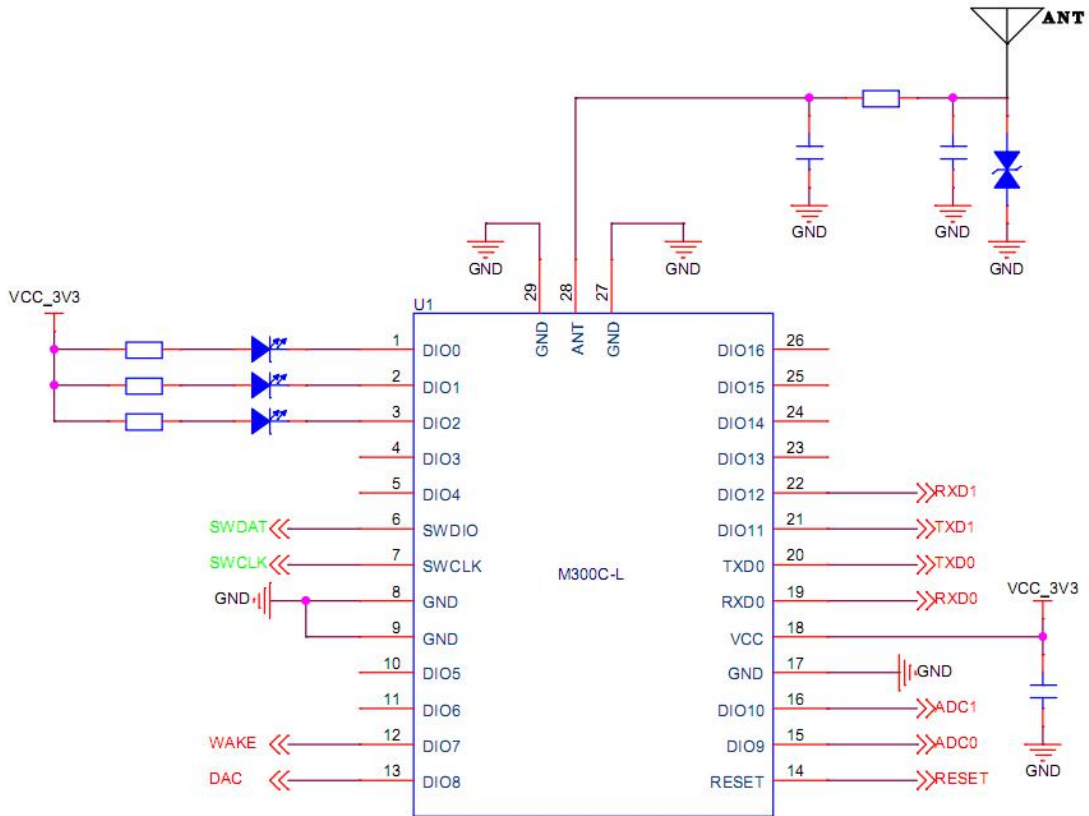 ANT
GND
GND
GND
GND
GND
VCC_3V3
U1
29
28
27
GND
ANT
GND
1
DIO0
2
DIO1
3
DIO2
4
DIO3
5
DIO4
SWDAT
6
SWDIO
SWCLK
7
SWCLK
GND
8
GND
9
GND
10
DIO5
11
DIO6
WAKE
12
DIO7
DAC
13
DIO8
M300C-L
DIO16
26
DIO15
25
DIO14
24
DIO13
23
DIO12
22
RXD1
DIO11
21
TXD1
TXD0
20
TXD0
RXD0
19
RXD0
VCC_3V3
VCC
18
GND
17
GND
DIO10
16
ADC1
DIO9
15
ADC0
GND
RESET
14
RESET